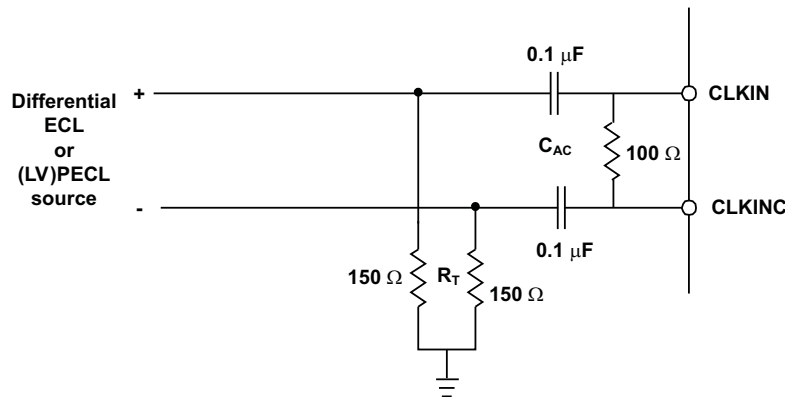 0.1 μF
Differential
ECL
or
(LV)PECL
source
+
CLKIN
C_AC
100 Ω
-
CLKINC
0.1 μF
150 Ω
R_T
150 Ω